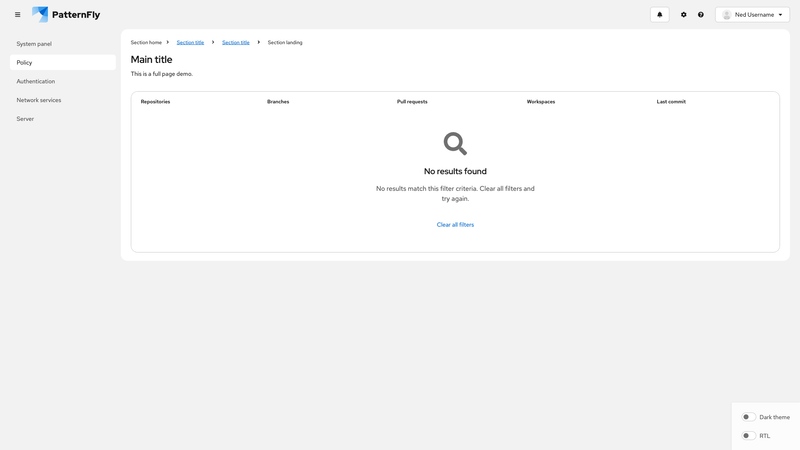 PatternFly
Ned Username
System panel
Policy
Authentication
Network services
Server
Section home Section title Section title Section landing
Main title
This is a full page demo.
Repositories Branches Pull requests Workspaces Last commit
No results found
No results match this filter criteria. Clear all filters and
try again.
Clear all filters
Dark theme
RTL